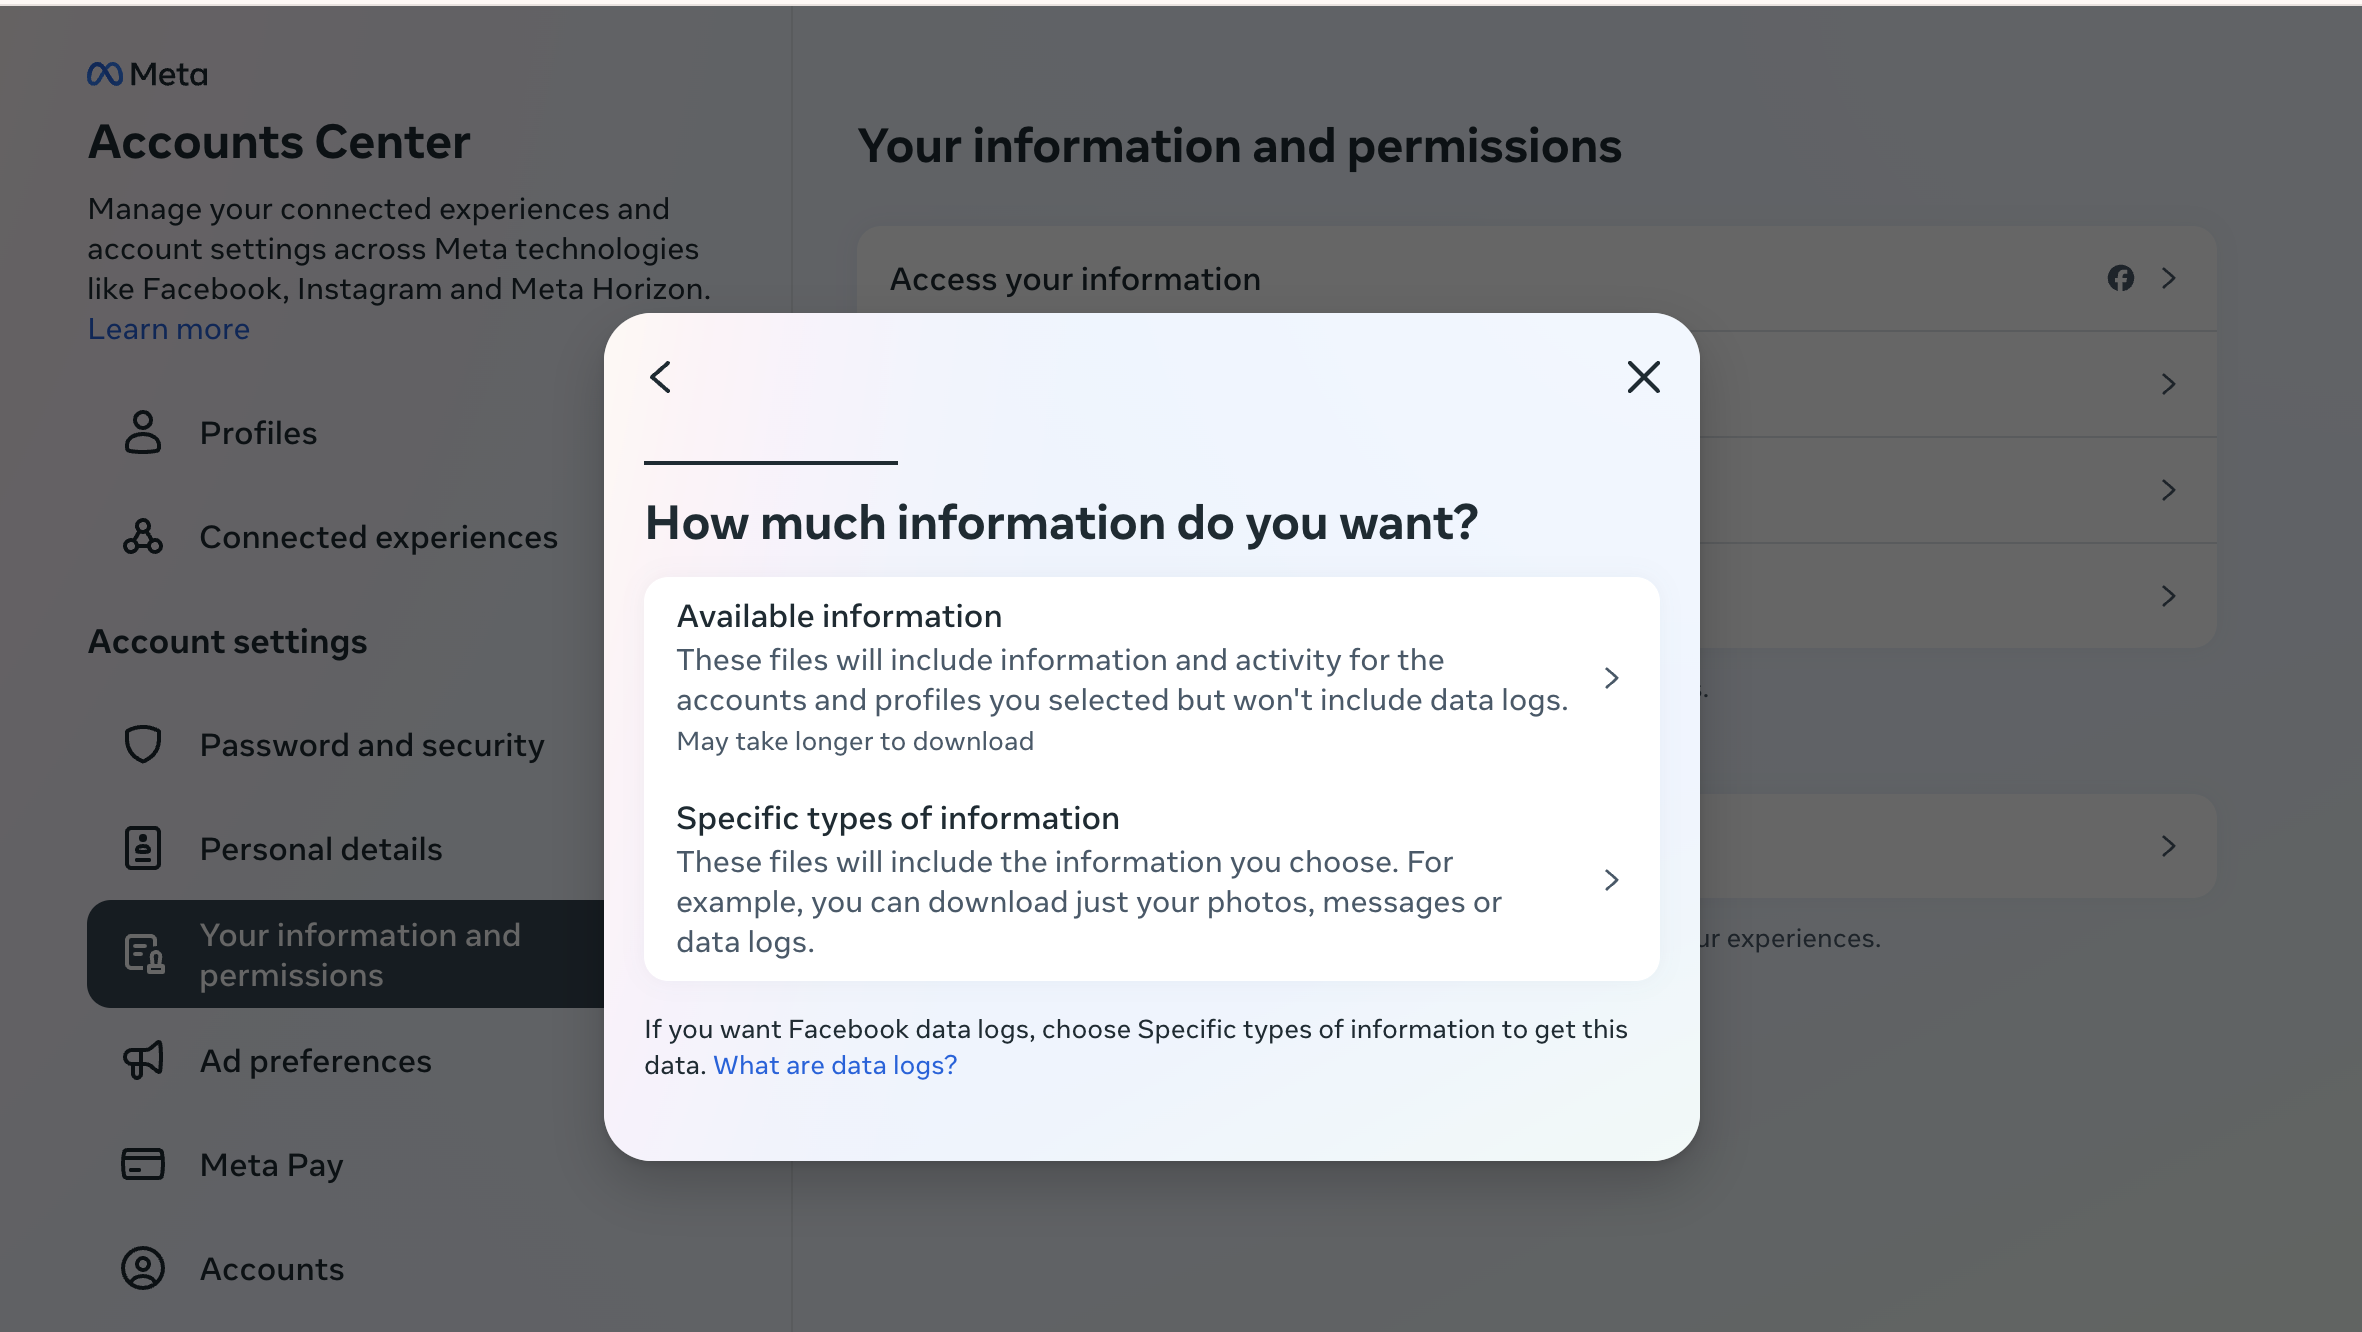 Meta
Accounts Center
Manage your connected experiences and
account settings across Meta technologies
like Facebook, Instagram and Meta Horizon.
Learn more
Profiles
Connected experiences
Account settings
Password and security
Personal details
Your information and
permissions
Ad preferences
Meta Pay
Accounts
Your information and permissions
Access your information
experiences.
How much information do you want?
Available information
These files will include information and activity for the
accounts and profiles you selected but won't include data logs.
May take longer to download
Specific types of information
These files will include the information you choose. For
example, you can download just your photos, messages or
data logs.
If you want Facebook data logs, choose Specific types of information to get this
data. What are data logs?